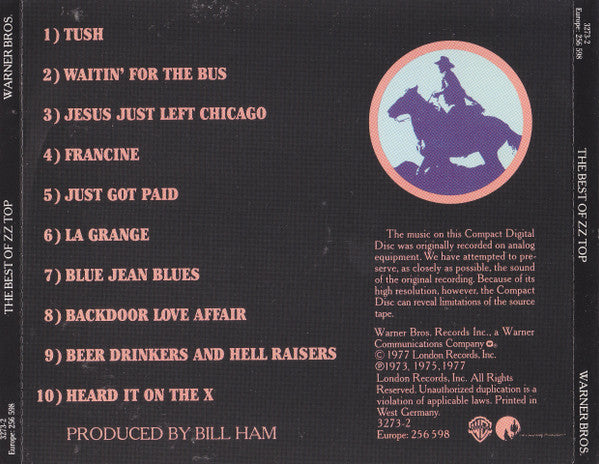 1) TUSH
2) WAITIN' FOR THE BUS
3) JESUS JUST LEFT CHICAGO
4) FRANCINE
5) JUST GOT PAID
6) LA GRANGE
7) BLUE JEAN BLUES
8) BACKDOOR LOVE AFFAIR
9) BEER DRINKERS AND HELL RAISERS
10) HEARD IT ON THE X
PRODUCED BY BILL HAM
The music on this Compact Digital
Disc was originally recorded on analog
equipment. We have attempted to pre-
serve, as closely as possible, the sound
of the original recording. Because of its
high resolution, however, the Compact
Disc can reveal limitations of the source
tape.
Warner Bros. Records Inc., a Warner
Communications Company
© 1977 London Records, Inc.
℗1973, 1975, 1977
London Records, Inc. All Rights
Reserved. Unauthorized duplication is a
violation of applicable laws. Printed in
West Germany.
3273-2
Europe: 256 598
WARNER BROS.
THE BEST OF ZZ TOP
3273-2
Europe: 256 598
3273-2
Europe: 256 598
THE BEST OF ZZ TOP
WARNER BROS.